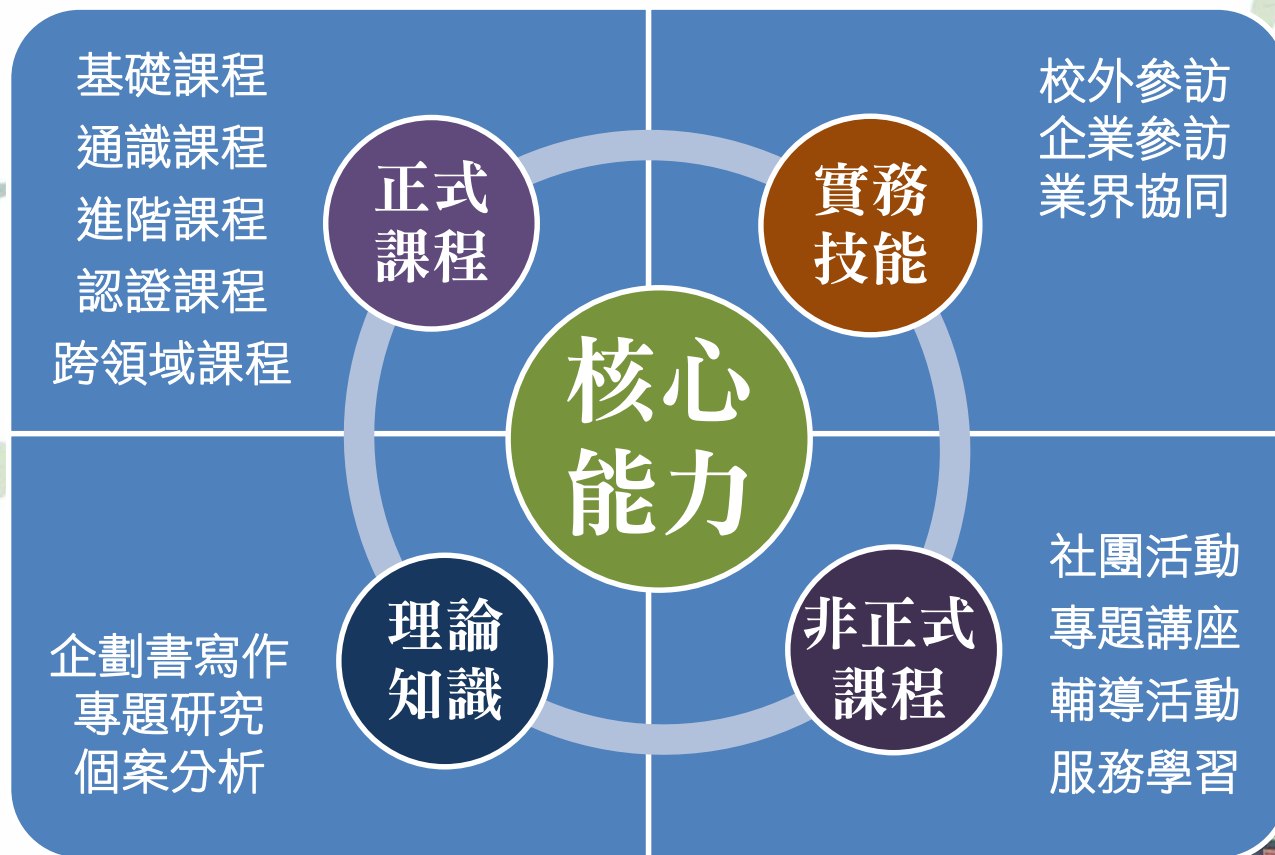 基礎課程
通識課程
進階課程
認證課程
跨領域課程
正式
課程
實務
技能
校外參訪
企業參訪
業界協同
核心
能力
企劃書寫作
專題研究
個案分析
理論
知識
非正式
課程
社團活動
專題講座
輔導活動
服務學習